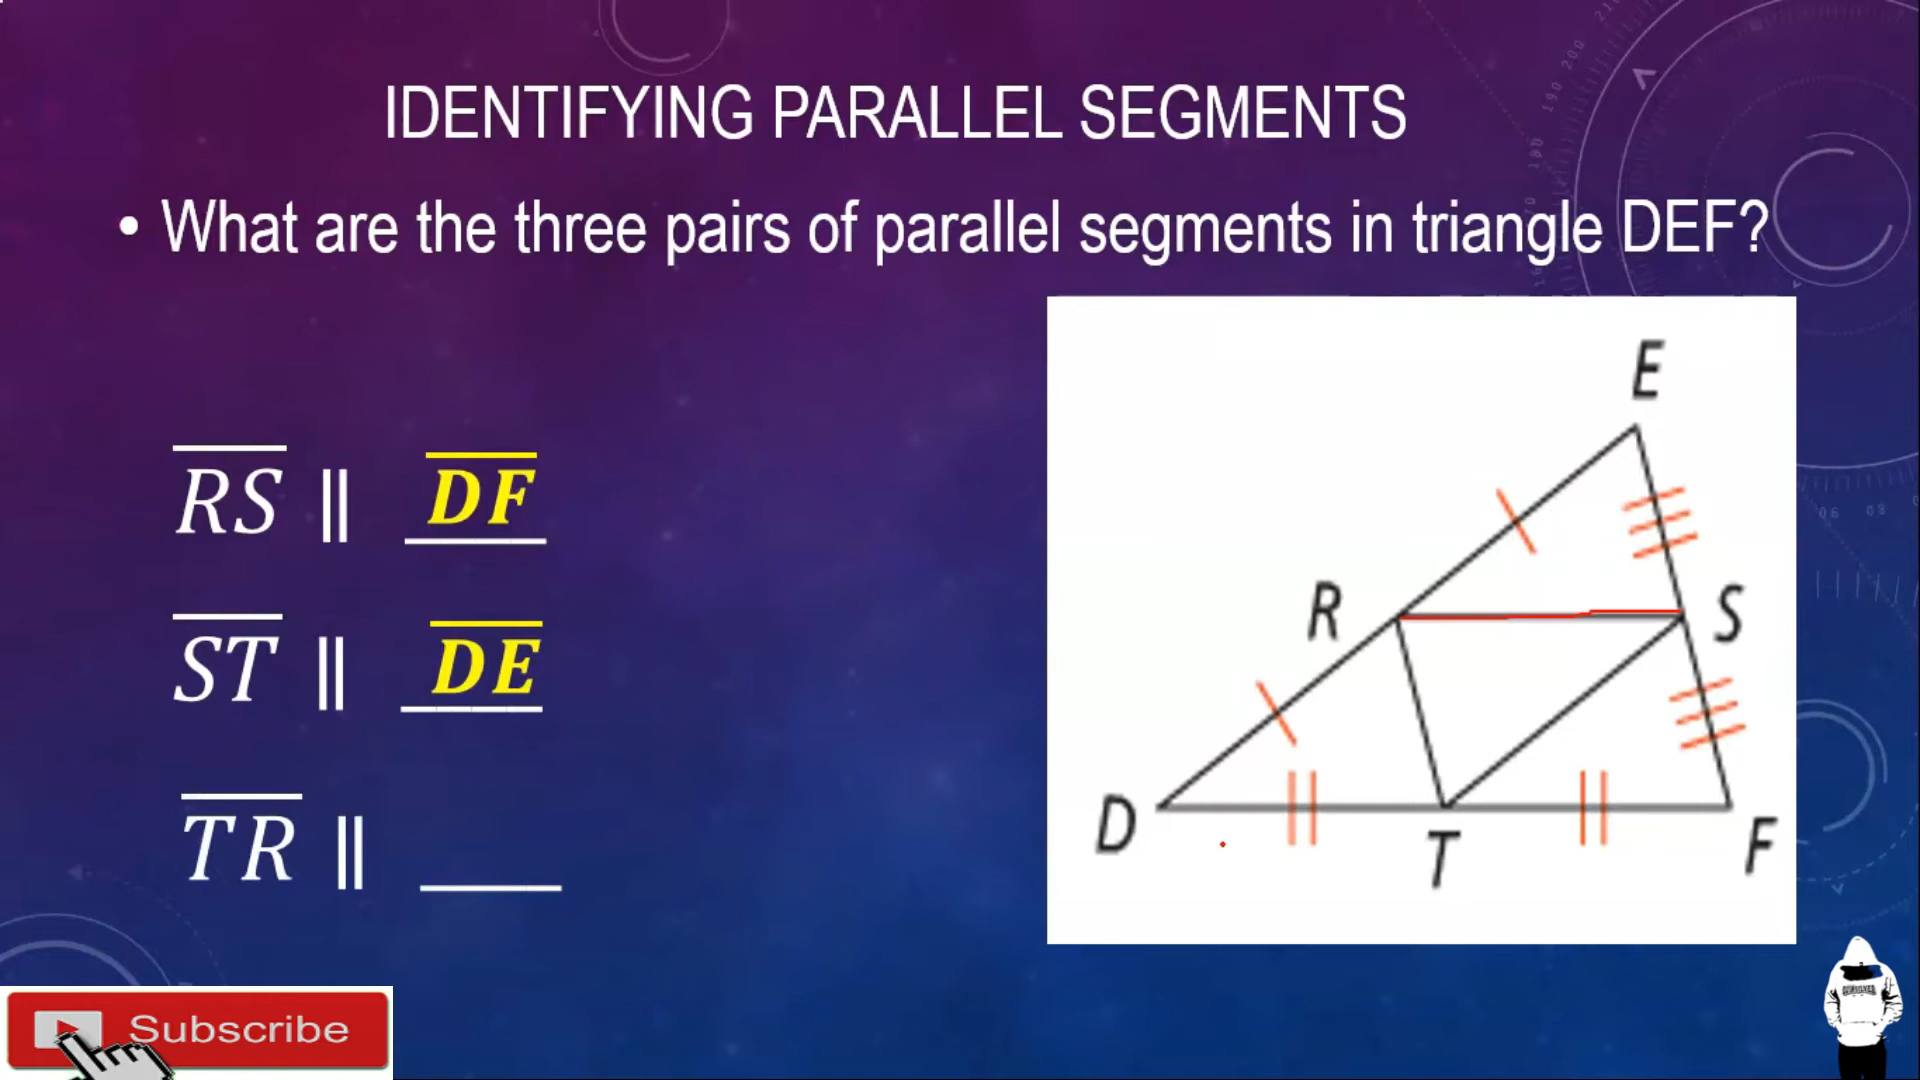 IDENTIFYING PARALLEL SEGMENTS
• What are the three pairs of parallel segments in triangle DEF?
RS || DF
ST || DE
TR || ____
E
R
S
D
T
F
Subscribe